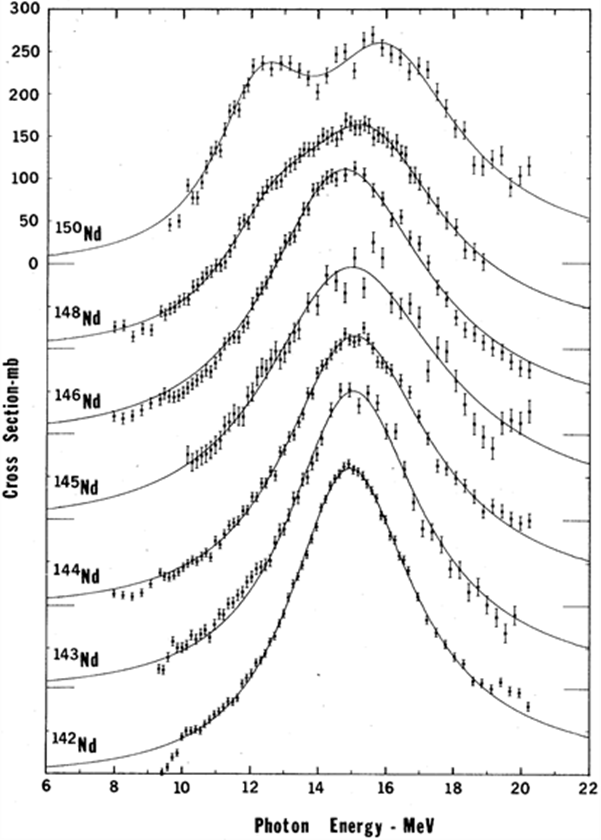 300
250
200
150
100
50
0
Cross Section-mb
¹⁵⁰Nd
¹⁴⁸Nd
¹⁴⁶Nd
¹⁴⁵Nd
¹⁴⁴Nd
¹⁴³Nd
¹⁴²Nd
6 8 10 12 14 16 18 20 22
Photon Energy - MeV